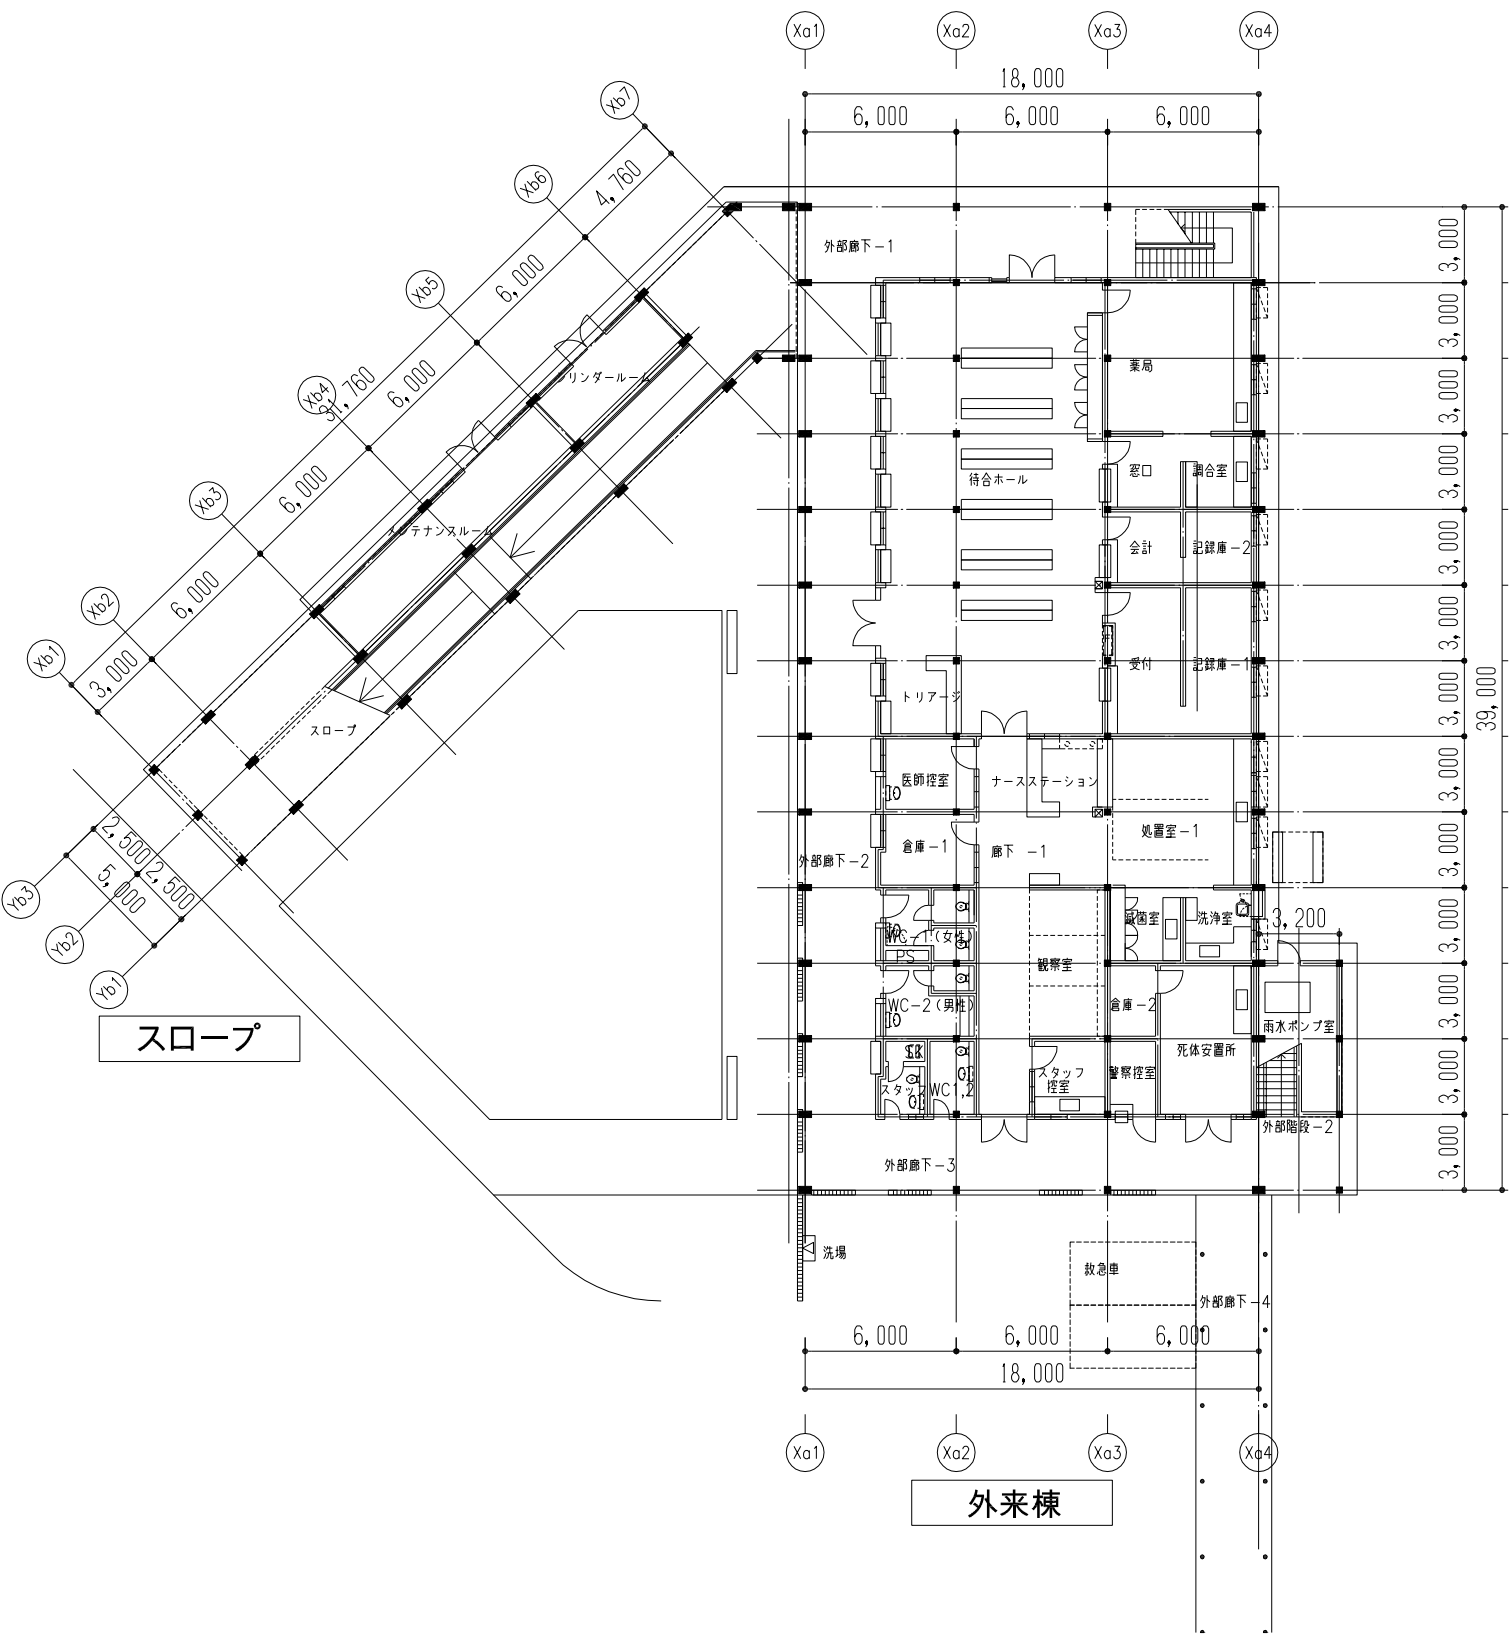 Xa1 Xa2 Xa3 Xa4
18,000
6,000 6,000 6,000
Xb7
Xb6
Xb5
Xb4
Xb3
Xb2
Xb1
4,760
6,000
6,000
31,760
6,000
6,000
3,000
外部廊下-1
薬局
リンダールーム
窓口 調合室
待合ホール
テナンスルーム
会計 記録庫-2
受付 記録庫-1
トリアージ
スロープ
医師控室 ナースステーション
処置室-1
倉庫-1 廊下 -1
外部廊下-2
滅菌室 洗浄室
3,200
WC-1(女性)
PS
観察室
WC-2(男性)
倉庫-2
雨水ポンプ室
死体安置所
SK
スタッフ
控室
警察控室
スタッフWC1,2
外部階段-2
外部廊下-3
洗場
救急車
外部廊下-4
3,000
3,000
3,000
3,000
3,000
3,000
3,000
3,000
3,000
3,000
3,000
3,000
3,000
39,000
2,500 2,500
5,000
Yb3
Yb2
Yb1
スロープ
6,000 6,000 6,000
18,000
Xa1 Xa2 Xa3 Xa4
外来棟